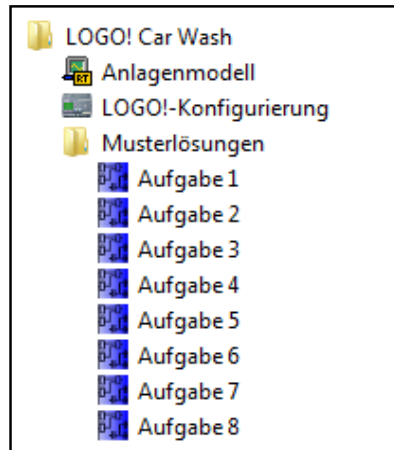 LOGO! Car Wash
RT Anlagenmodell
LOGO!-Konfigurierung
Musterlösungen
Aufgabe 1
Aufgabe 2
Aufgabe 3
Aufgabe 4
Aufgabe 5
Aufgabe 6
Aufgabe 7
Aufgabe 8